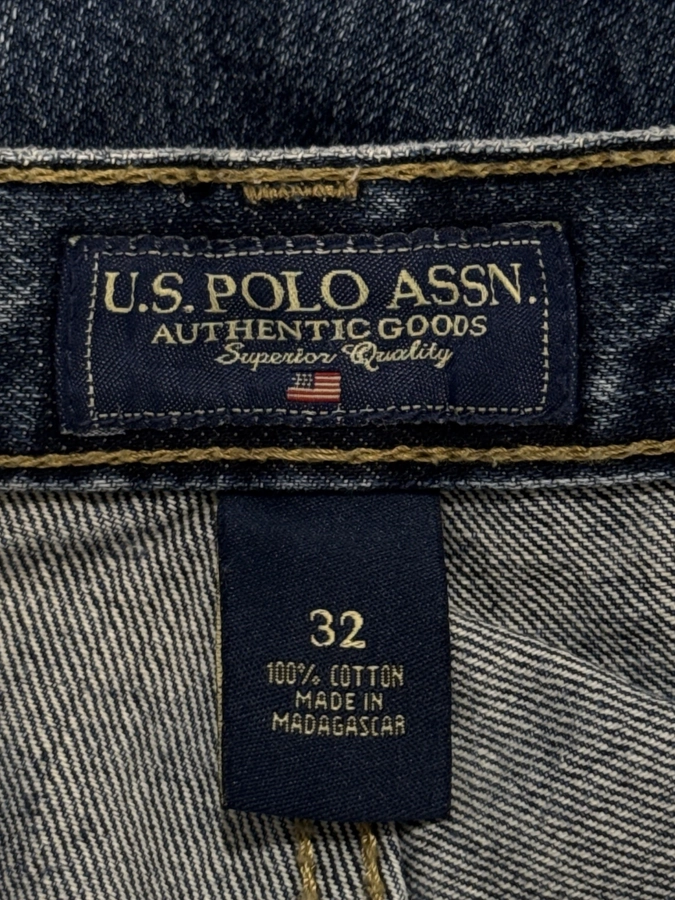 U.S. POLO ASSN.
AUTHENTIC GOODS
Superior Quality
32
100% COTTON
MADE IN
MADAGASCAR